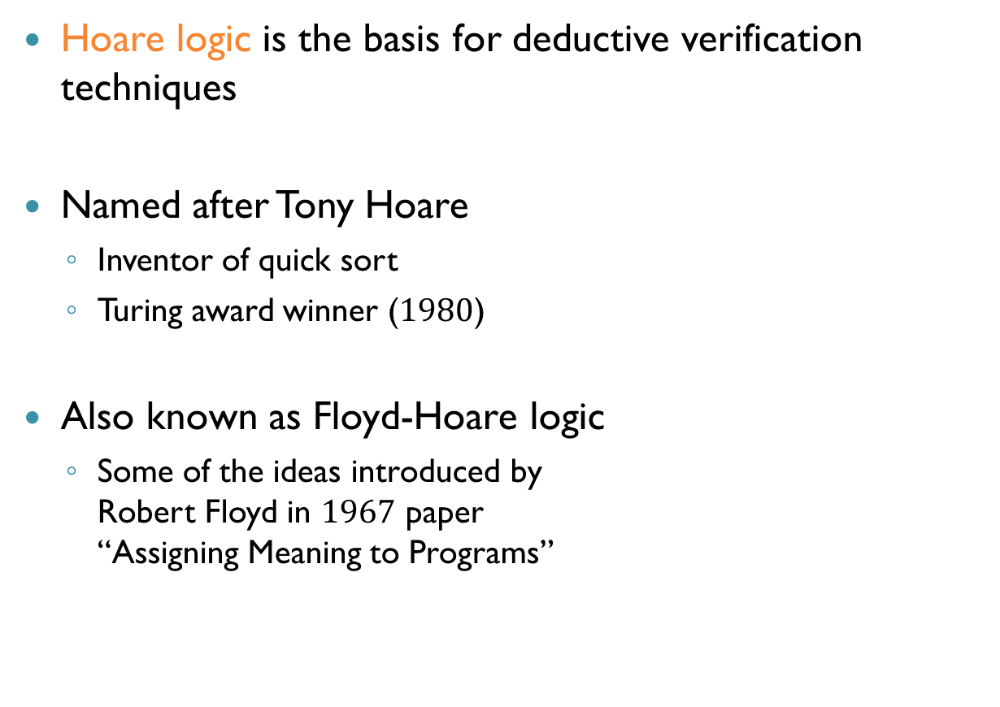 • Hoare logic is the basis for deductive verification
techniques
• Named after Tony Hoare
◦ Inventor of quick sort
◦ Turing award winner (1980)
• Also known as Floyd-Hoare logic
◦ Some of the ideas introduced by
Robert Floyd in 1967 paper
“Assigning Meaning to Programs”